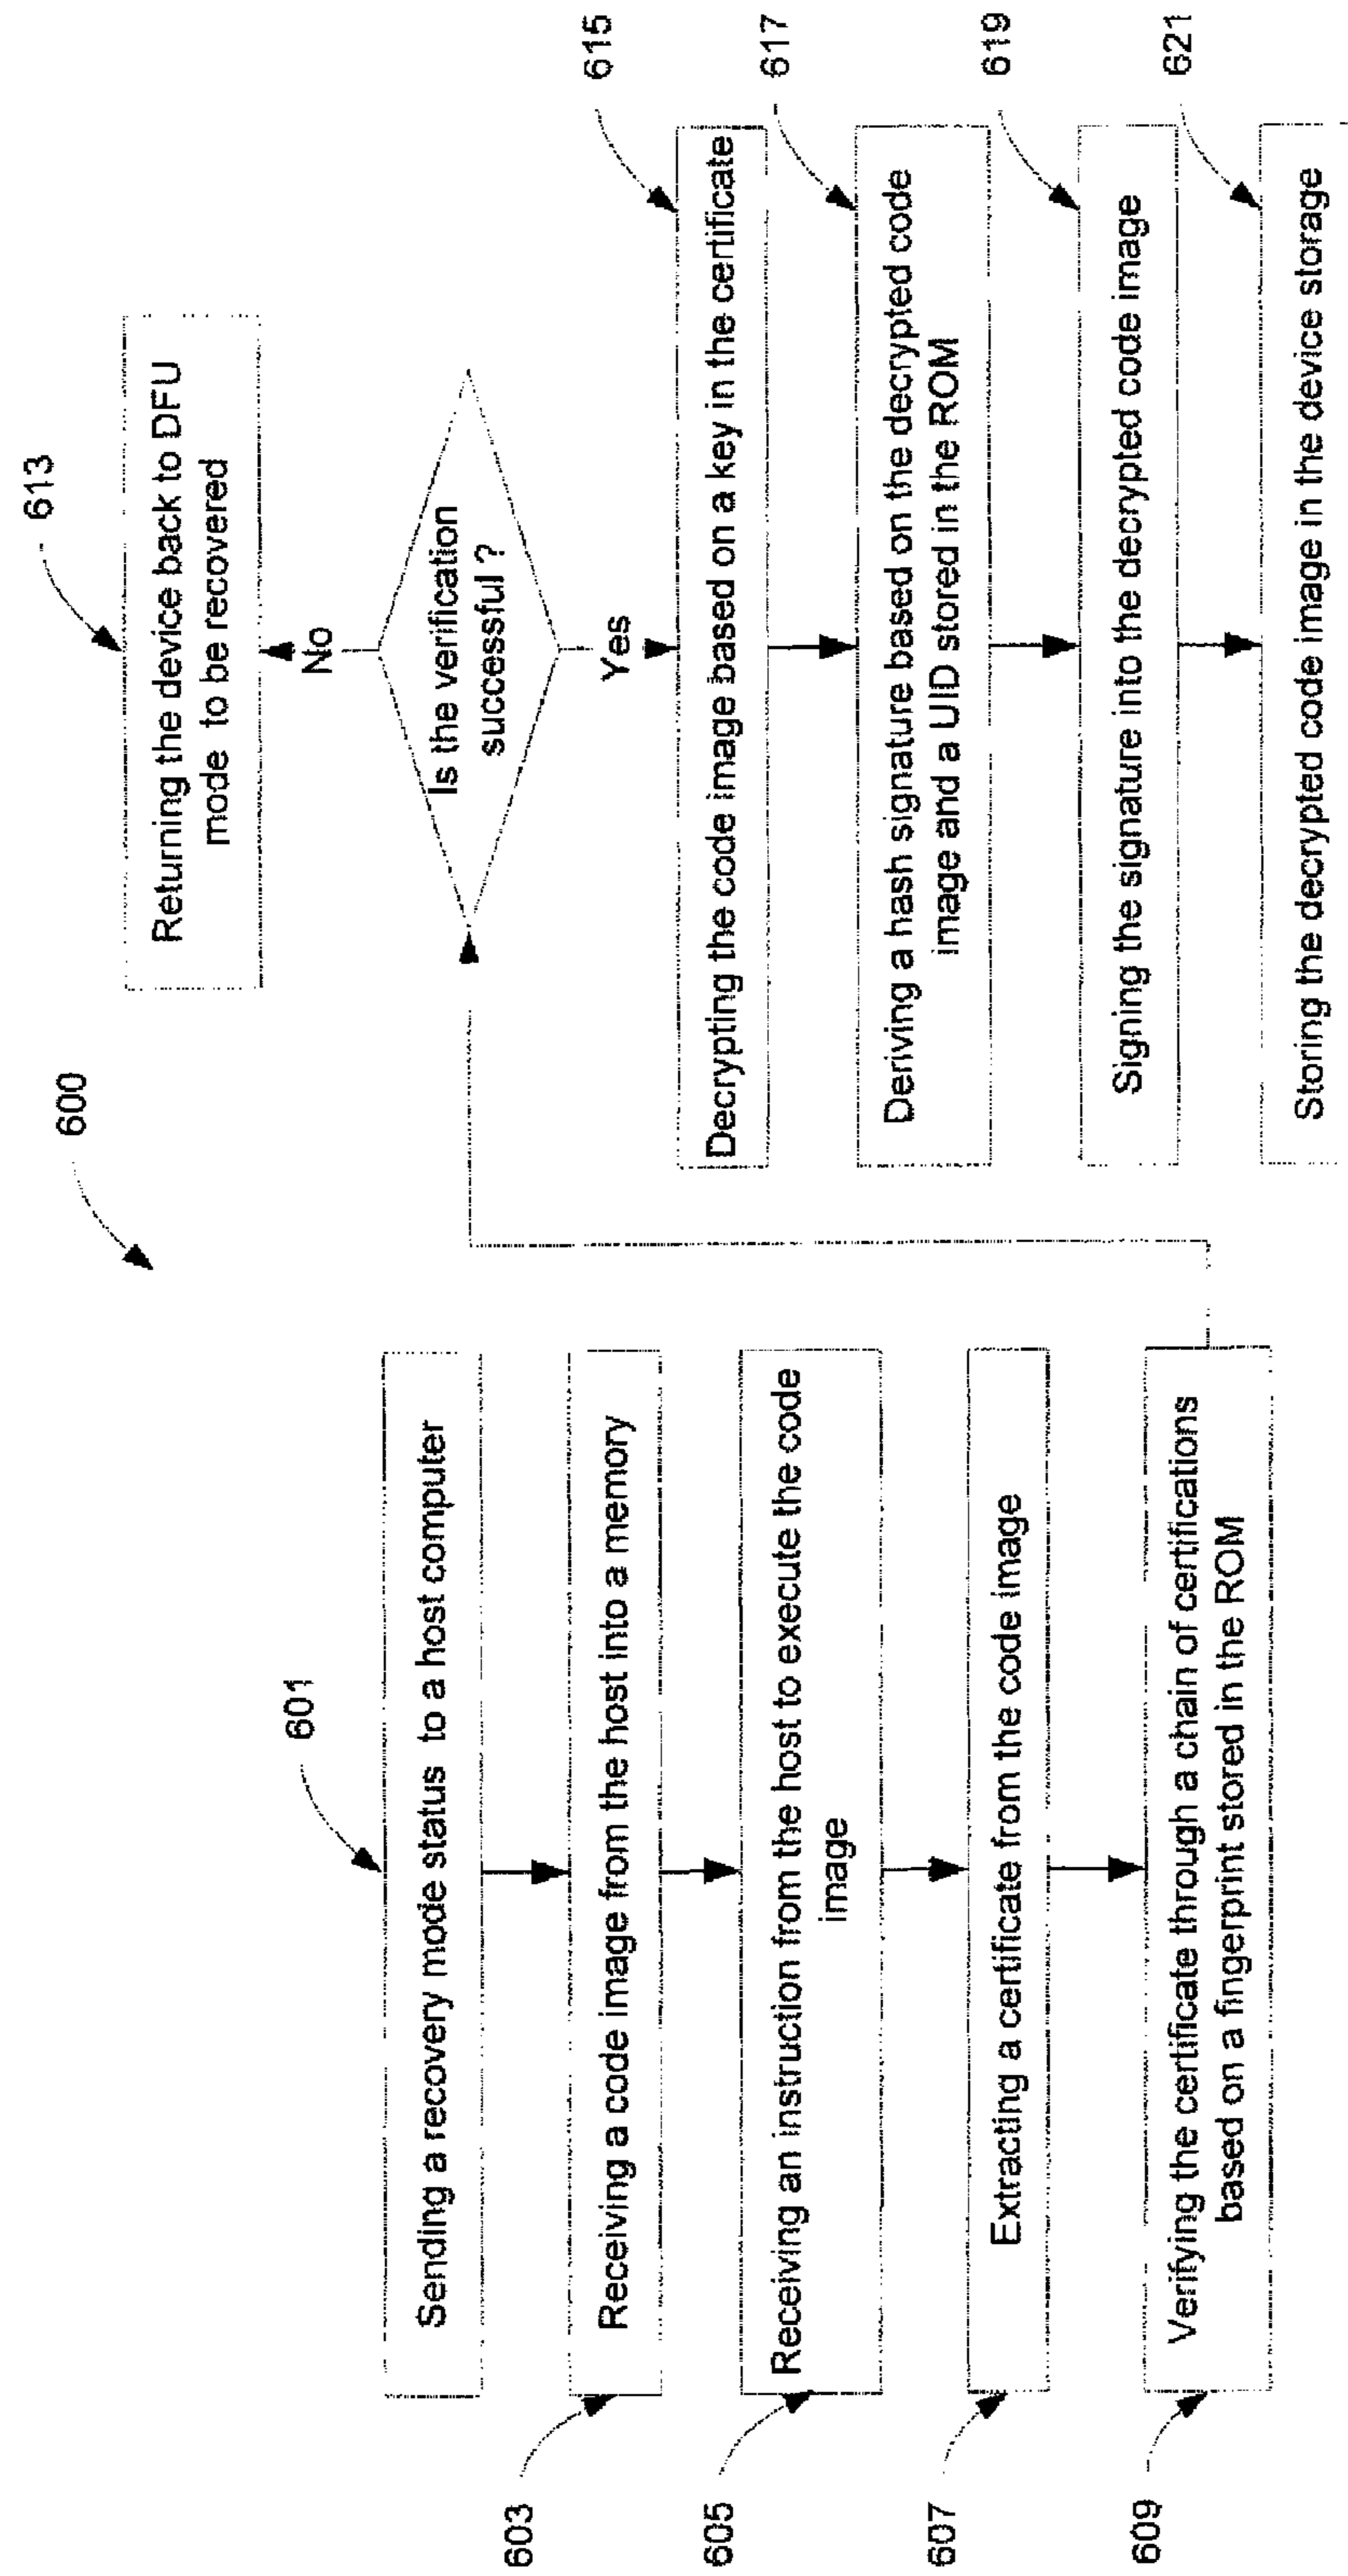 600
601
Sending a recovery mode status to a host computer
603
Receiving a code image from the host into a memory
605
Receiving an instruction from the host to execute the code
image
607
Extracting a certificate from the code image
609
Verifying the certificate through a chain of certifications
based on a fingerprint stored in the ROM
613
Returning the device back to DFU
mode to be recovered
No
Is the verification
successful ?
Yes
615
Decrypting the code image based on a key in the certificate
617
Deriving a hash signature based on the decrypted code
image and a UID stored in the ROM
619
Signing the signature into the decrypted code image
621
Storing the decrypted code image in the device storage